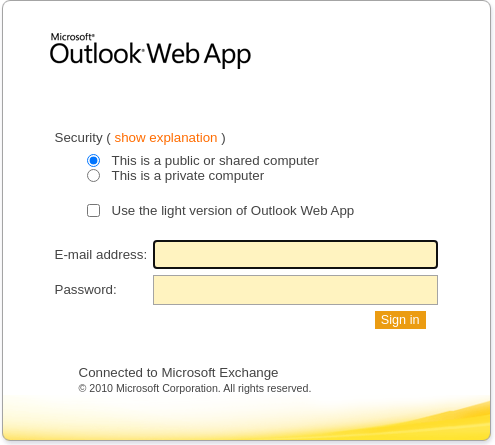 Microsoft®
Outlook® Web App
Security ( show explanation )
This is a public or shared computer
This is a private computer
Use the light version of Outlook Web App
E-mail address:
Password:
Sign in
Connected to Microsoft Exchange
© 2010 Microsoft Corporation. All rights reserved.